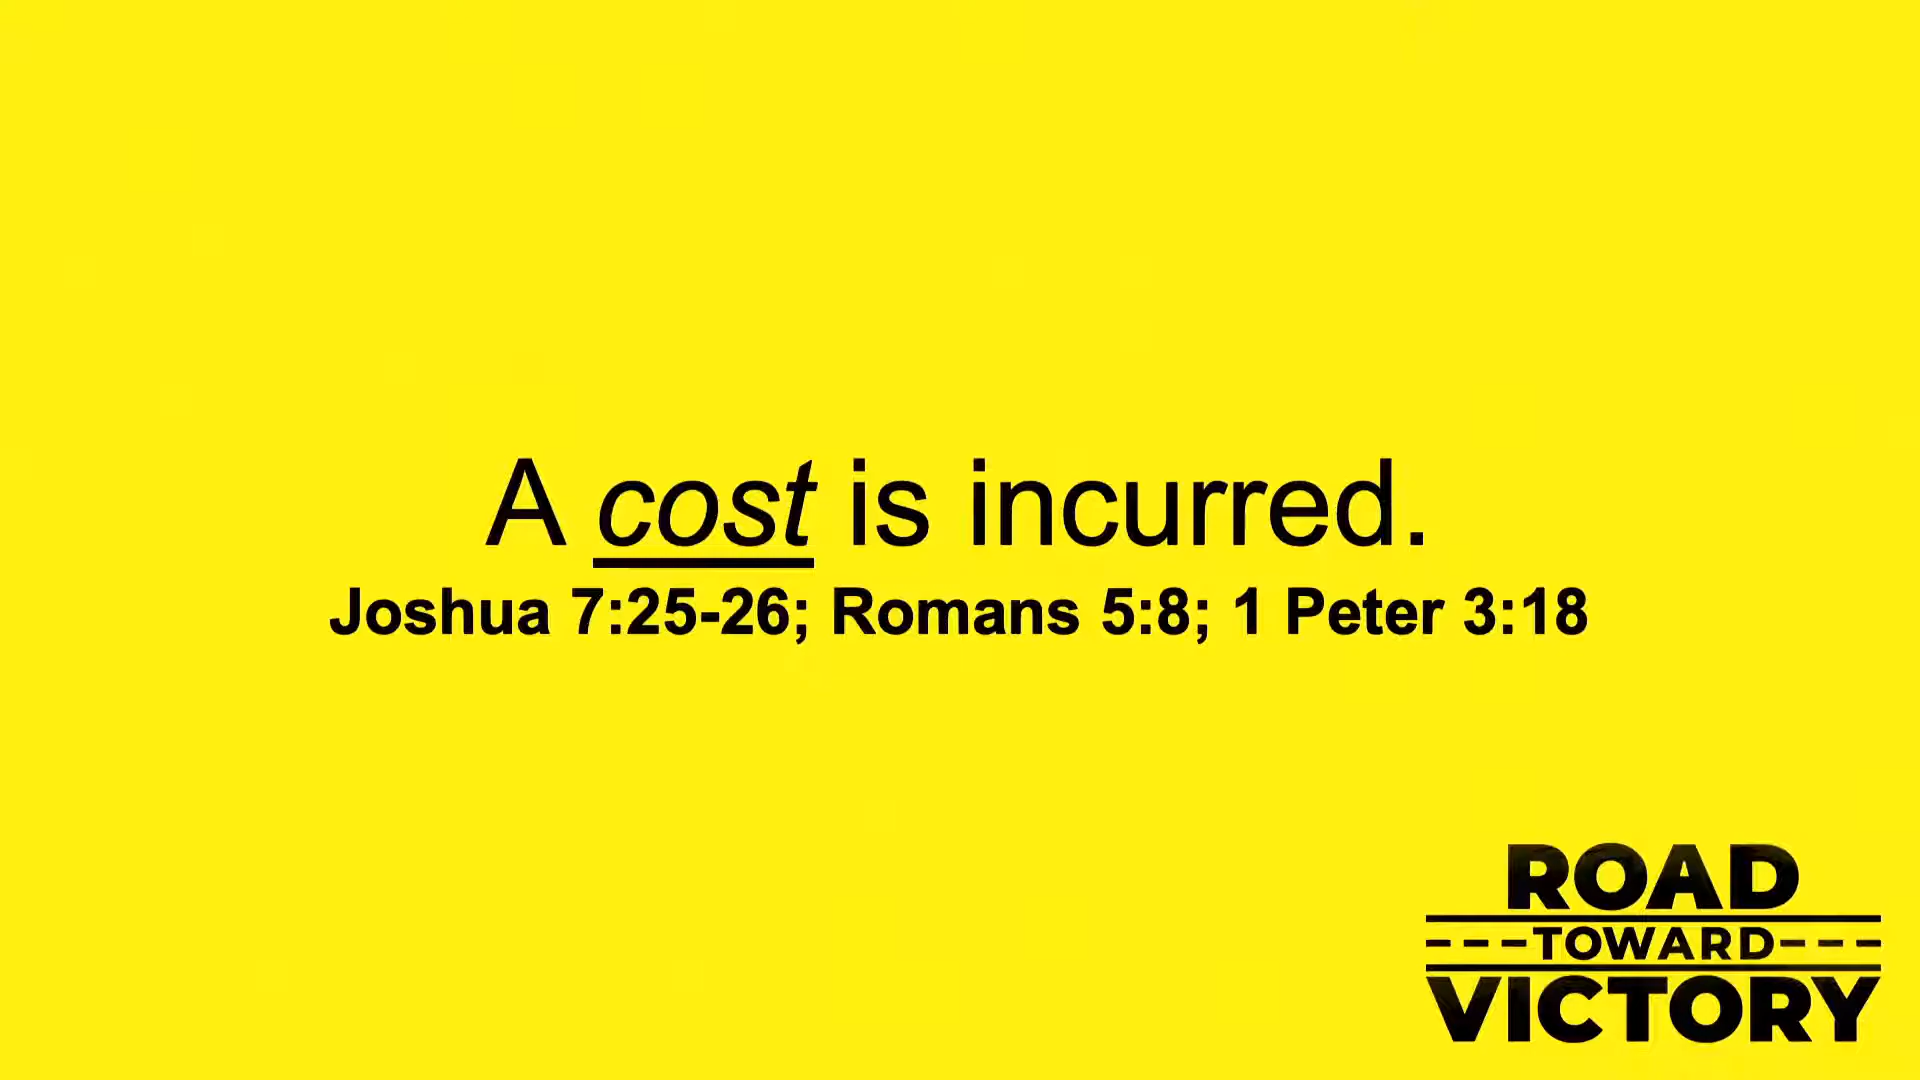 A cost is incurred.
Joshua 7:25-26; Romans 5:8; 1 Peter 3:18
ROAD
TOWARD
VICTORY